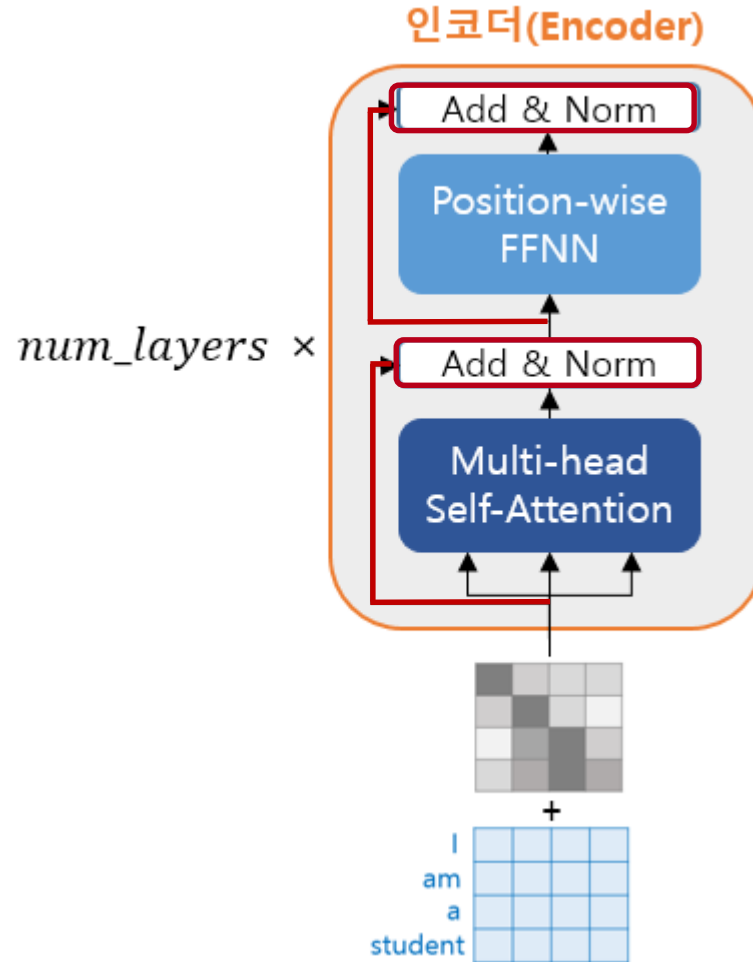 인코더(Encoder)
Add & Norm
Position-wise
FFNN
num_layers ×
Add & Norm
Multi-head
Self-Attention
+
I
am
a
student